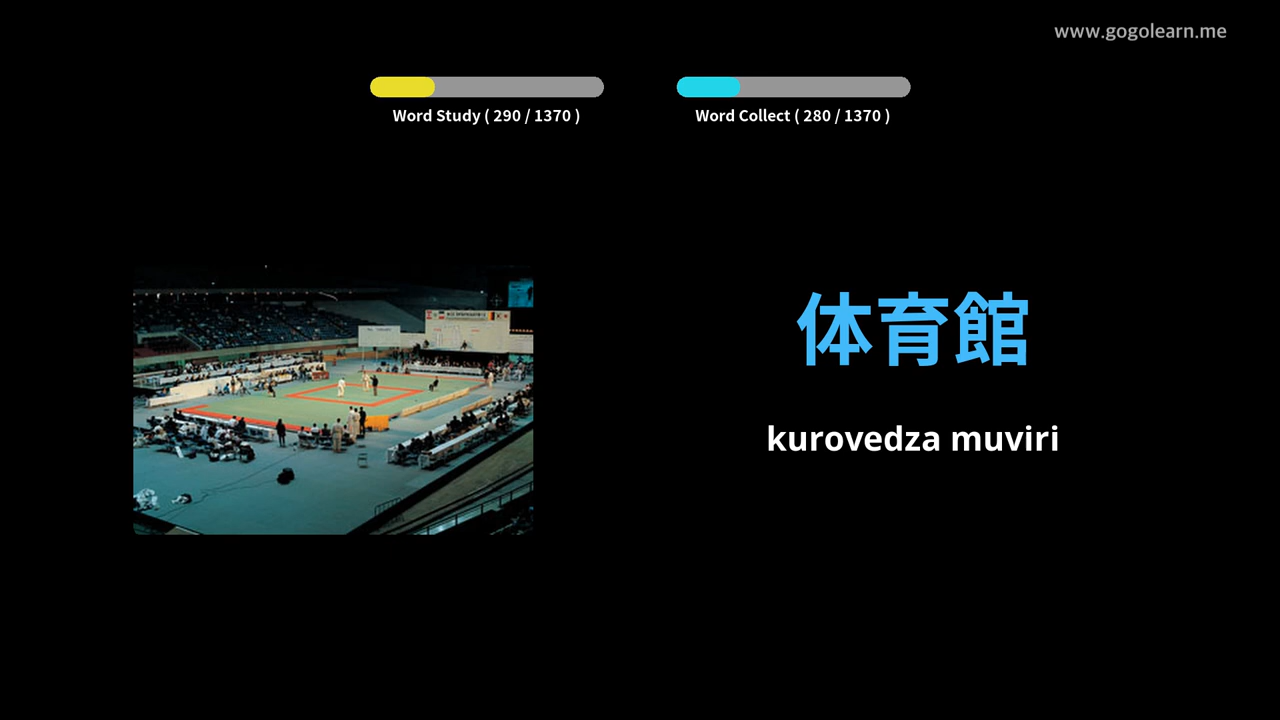 www.gogolearn.me
Word Study ( 290 / 1370 )
Word Collect ( 280 / 1370 )
体育館
kurovedza muviri